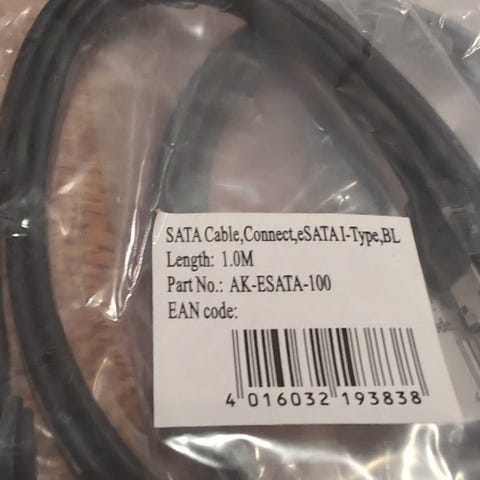 SATA Cable,Connect,eSATA I-Type,BL
Length: 1.0M
Part No.: AK-ESATA-100
EAN code:
4 016032 193838